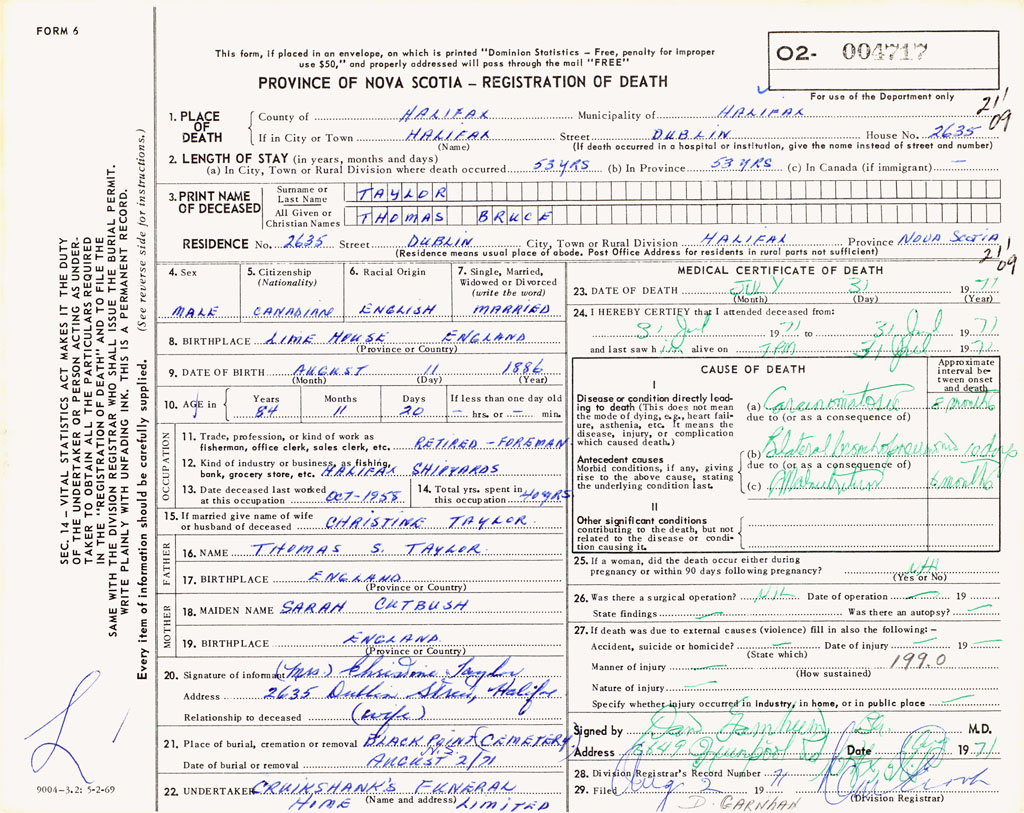 FORM 6
This form, if placed in an envelope, on which is printed "Dominion Statistics – Free, penalty for improper
use $50," and properly addressed will pass through the mail "FREE"
O2- 004717
PROVINCE OF NOVA SCOTIA – REGISTRATION OF DEATH
For use of the Department only
1. PLACE OF DEATH
County of HALIFAX Municipality of HALIFAX 21/
If in City or Town HALIFAX Street DUBLIN House No. 2635 09
(Name) (If death occurred in a hospital or institution, give the name instead of street and number)
2. LENGTH OF STAY (in years, months and days)
(a) In City, Town or Rural Division where death occurred 53 YRS (b) In Province 53 YRS (c) In Canada (if immigrant) —
3. PRINT NAME OF DECEASED
Surname or Last Name TAYLOR
All Given or Christian Names THOMAS BRUCE
RESIDENCE No. 2635 Street DUBLIN City, Town or Rural Division HALIFAX Province NOVA SCOTIA
(Residence means usual place of abode. Post Office Address for residents in rural parts not sufficient) 21/09
4. Sex MALE
5. Citizenship (Nationality) CANADIAN
6. Racial Origin ENGLISH
7. Single, Married, Widowed or Divorced (write the word) MARRIED
8. BIRTHPLACE LIME HOUSE ENGLAND
(Province or Country)
9. DATE OF BIRTH AUGUST 11 1886
(Month) (Day) (Year)
10. AGE in Years 84 Months 11 Days 20 If less than one day old — hrs. or — min.
OCCUPATION
11. Trade, profession, or kind of work as
fisherman, office clerk, sales clerk, etc. RETIRED – FOREMAN
12. Kind of industry or business, as fishing,
bank, grocery store, etc. HALIFAX SHIPYARDS
13. Date deceased last worked
at this occupation OCT-1958
14. Total yrs. spent in
this occupation 40 YRS
15. If married give name of wife
or husband of deceased CHRISTINE TAYLOR
FATHER
16. NAME THOMAS S. TAYLOR
17. BIRTHPLACE ENGLAND
(Province or Country)
MOTHER
18. MAIDEN NAME SARAH CUTBUSH
19. BIRTHPLACE ENGLAND
(Province or Country)
20. Signature of informant (Mrs) Christine Taylor
Address 2635 Dublin Street, Halifax
Relationship to deceased (wife)
21. Place of burial, cremation or removal BLACK POINT CEMETERY
N.S.
Date of burial or removal AUGUST 2/71
22. UNDERTAKER CRUIKSHANK'S FUNERAL
HOME (Name and address) LIMITED
MEDICAL CERTIFICATE OF DEATH
23. DATE OF DEATH JULY 31 1971
(Month) (Day) (Year)
24. I HEREBY CERTIFY that I attended deceased from:
31 Jul 1971 to 31 Jul 1971
and last saw him alive on 7 PM 31 Jul 1971
CAUSE OF DEATH
Approximate interval between onset and death
I
Disease or condition directly leading
to death (This does not mean
the mode of dying, e.g., heart failure,
asthenia, etc. It means the
disease, injury, or complication
which caused death.)
(a) Carcinomatosis 8 months
due to (or as a consequence of)
Antecedent causes
Morbid conditions, if any, giving
rise to the above cause, stating
the underlying condition last.
(b) Bilateral
due to (or as a consequence of)
(c) Malnutrition months
II
Other significant conditions
contributing to the death, but not
related to the disease or condition
causing it.
25. If a woman, did the death occur either during
pregnancy or within 90 days following pregnancy?
(Yes or No)
26. Was there a surgical operation? NIL Date of operation — 19 —
State findings — Was there an autopsy? —
27. If death was due to external causes (violence) fill in also the following: –
Accident, suicide or homicide? — Date of injury — 19 —
(State which) 199.0
Manner of injury —
(How sustained)
Nature of injury —
Specify whether injury occurred in industry, in home, or in public place —
Signed by M.D.
Address Quinpool Rd Date 1971
28. Division Registrar's Record Number
29. Filed Aug 2 1971
(Division Registrar)
D. GARNHAN
SEC. 14 – VITAL STATISTICS ACT MAKES IT THE DUTY
OF THE UNDERTAKER OR PERSON ACTING AS UNDERTAKER
TO OBTAIN ALL THE PARTICULARS REQUIRED
IN THE "REGISTRATION OF DEATH" AND TO FILE THE
SAME WITH THE DIVISION REGISTRAR WHO SHALL ISSUE THE BURIAL PERMIT.
WRITE PLAINLY WITH UNFADING INK. THIS IS A PERMANENT RECORD.
Every item of information should be carefully supplied. (See reverse side for instructions.)
9004–3.2: 5-2-69